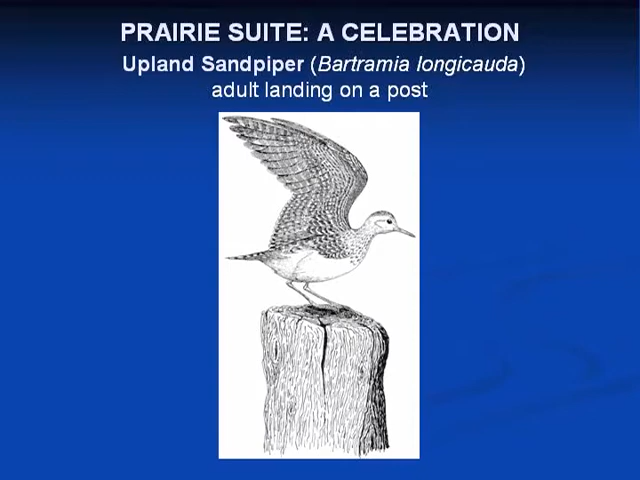 PRAIRIE SUITE: A CELEBRATION
Upland Sandpiper (Bartramia longicauda)
adult landing on a post